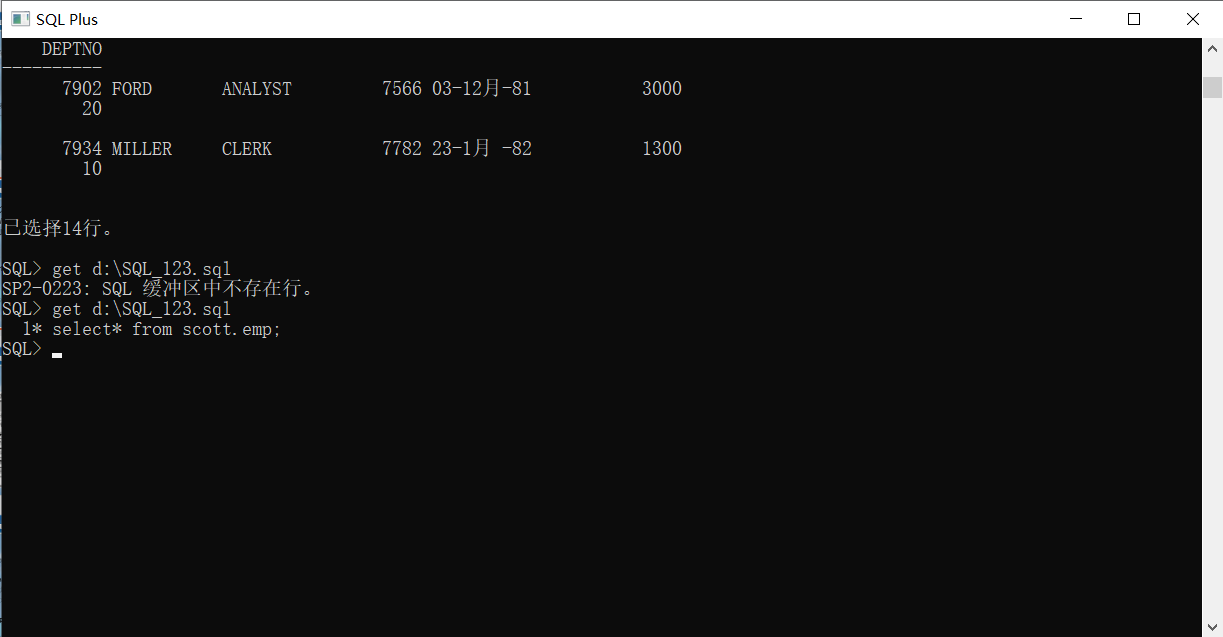 SQL Plus
DEPTNO
----------
7902 FORD       ANALYST         7566 03-12月-81           3000
20
7934 MILLER     CLERK           7782 23-1月 -82           1300
10
已选择14行。
SQL> get d:\SQL_123.sql
SP2-0223: SQL 缓冲区中不存在行。
SQL> get d:\SQL_123.sql
1* select* from scott.emp;
SQL>